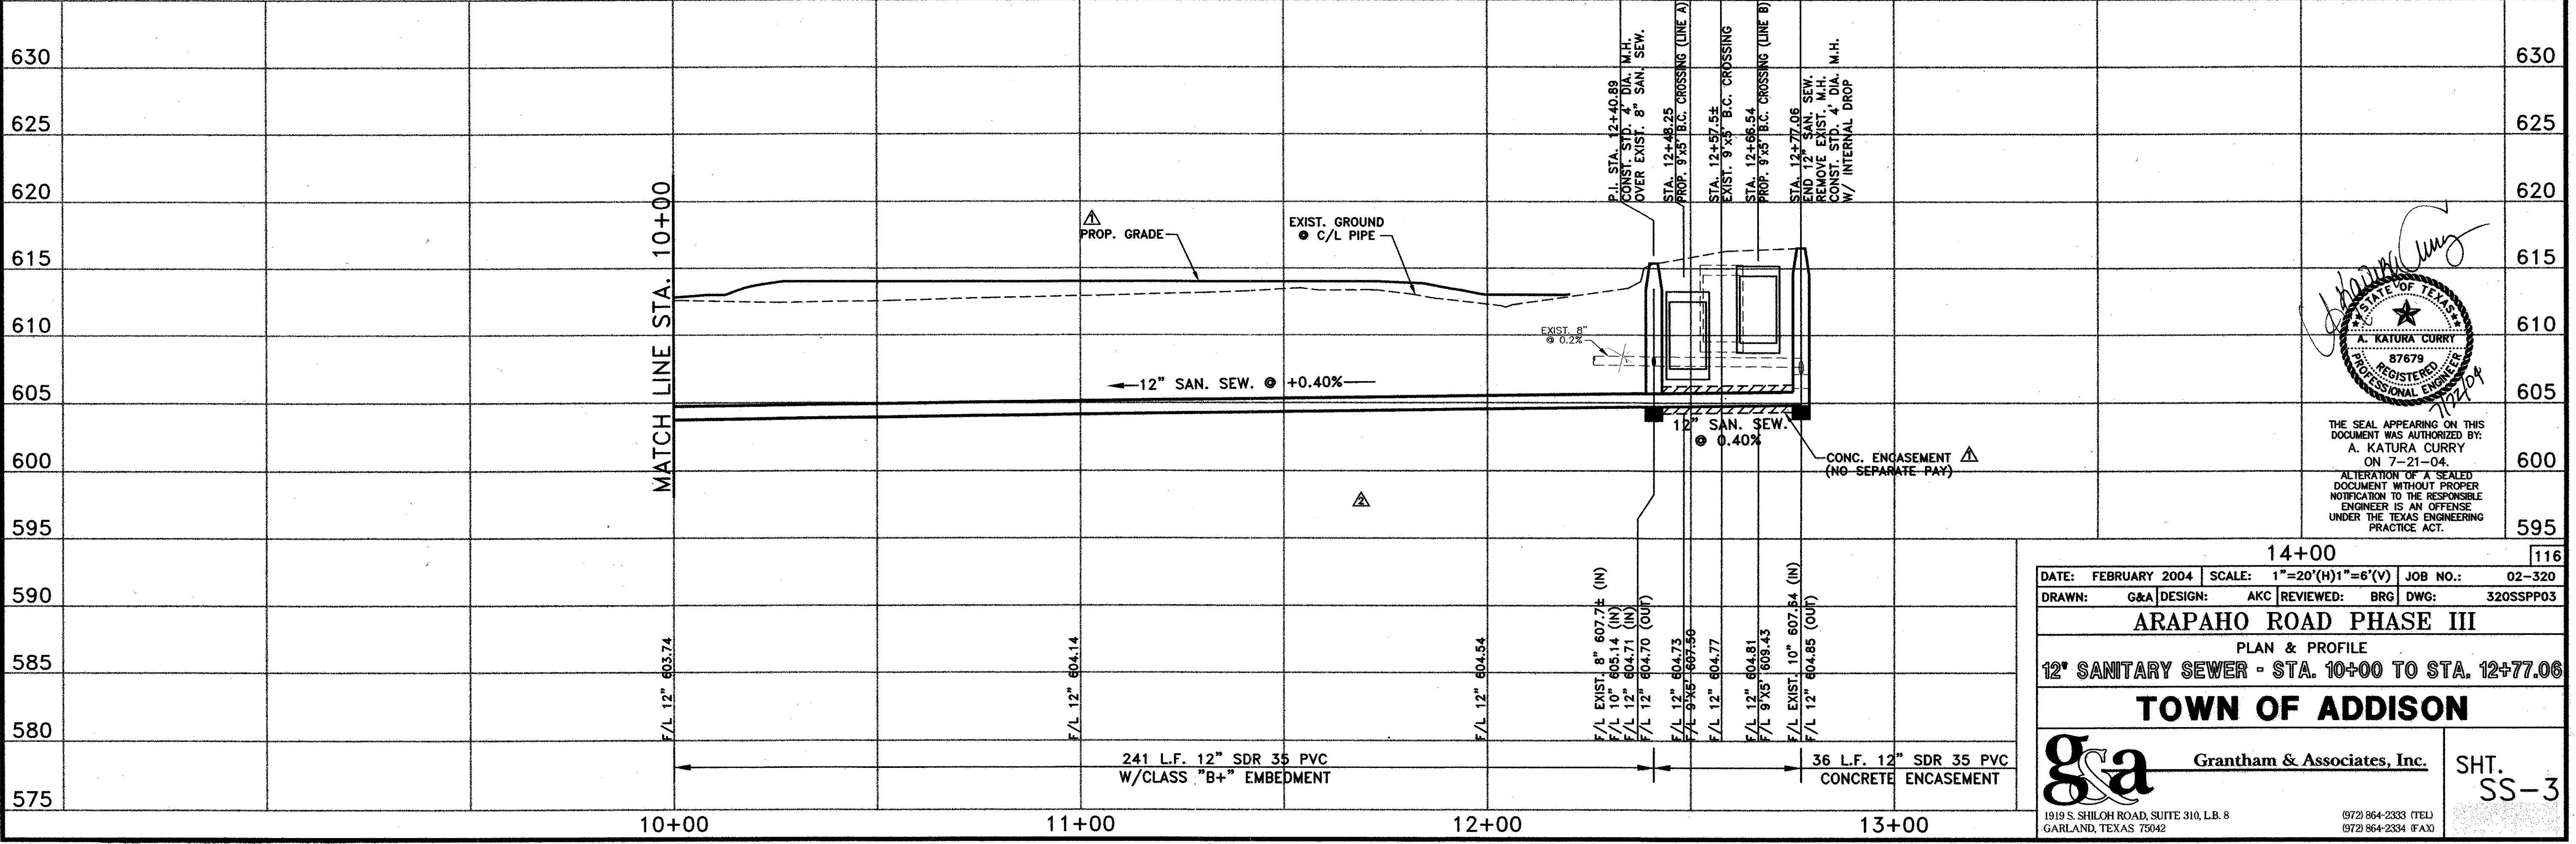 630
625
620
615
610
605
600
595
590
585
580
575
630
625
620
615
610
605
600
595
MATCH LINE STA. 10+00
1
PROP. GRADE
EXIST. GROUND
@ C/L PIPE
12" SAN. SEW. @ +0.40%
EXIST. 8"
@ 0.2%
P.I. STA. 12+40.89
CONST. STD. 4' DIA. M.H.
OVER EXIST. 8" SAN. SEW.
STA. 12+48.25
PROP. 9'x5' B.C. CROSSING (LINE A)
STA. 12+57.55±
EXIST. 9'x5' B.C. CROSSING
STA. 12+66.54
PROP. 9'x5' B.C. CROSSING (LINE B)
STA. 12+77.06
END 12" SAN. SEW.
REMOVE EXIST. M.H.
CONST. STD. 4' DIA. M.H.
W/ INTERNAL DROP
12" SAN. SEW.
@ 0.40%
CONC. ENCASEMENT 1
(NO SEPARATE PAY)
2
F/L 12" 603.74
F/L 12" 604.14
F/L 12" 604.54
F/L EXIST. 8" 607.7± (IN)
F/L 10" 605.14 (IN)
F/L 12" 604.71 (IN)
F/L 12" 604.70 (OUT)
F/L 12" 604.73
F/L 9'X5' 607.50
F/L 12" 604.77
F/L 12" 604.81
F/L 9'X5' 609.43
F/L EXIST. 10" 607.64 (IN)
F/L 12" 604.85 (OUT)
241 L.F. 12" SDR 35 PVC
W/CLASS "B+" EMBEDMENT
36 L.F. 12" SDR 35 PVC
CONCRETE ENCASEMENT
10+00
11+00
12+00
13+00
14+00
STATE OF TEXAS
A. KATURA CURRY
87679
REGISTERED
PROFESSIONAL ENGINEER
7/22/04
THE SEAL APPEARING ON THIS
DOCUMENT WAS AUTHORIZED BY:
A. KATURA CURRY
ON 7-21-04.
ALTERATION OF A SEALED
DOCUMENT WITHOUT PROPER
NOTIFICATION TO THE RESPONSIBLE
ENGINEER IS AN OFFENSE
UNDER THE TEXAS ENGINEERING
PRACTICE ACT.
116
DATE: FEBRUARY 2004 SCALE: 1"=20'(H)1"=6'(V) JOB NO.: 02-320
DRAWN: G&A DESIGN: AKC REVIEWED: BRG DWG: 320SSPP03
ARAPAHO ROAD PHASE III
PLAN & PROFILE
12" SANITARY SEWER - STA. 10+00 TO STA. 12+77.06
TOWN OF ADDISON
g&a
Grantham & Associates, Inc.
1919 S. SHILOH ROAD, SUITE 310, L.B. 8
GARLAND, TEXAS 75042
(972) 864-2333 (TEL)
(972) 864-2334 (FAX)
SHT.
SS-3